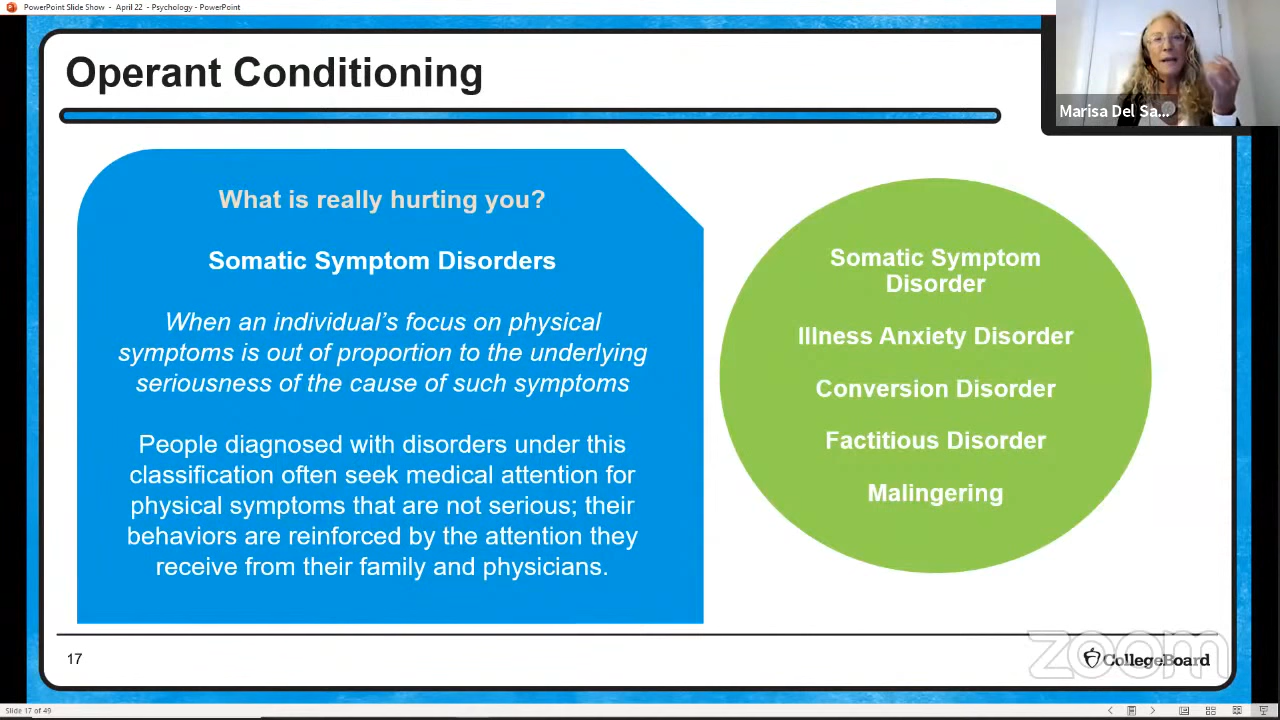 PowerPoint Slide Show - April 22 - Psychology - PowerPoint
Operant Conditioning
Marisa Del Sa...
What is really hurting you?
Somatic Symptom Disorders
When an individual’s focus on physical
symptoms is out of proportion to the underlying
seriousness of the cause of such symptoms
People diagnosed with disorders under this
classification often seek medical attention for
physical symptoms that are not serious; their
behaviors are reinforced by the attention they
receive from their family and physicians.
Somatic Symptom
Disorder
Illness Anxiety Disorder
Conversion Disorder
Factitious Disorder
Malingering
17
zoom
CollegeBoard
Slide 17 of 49